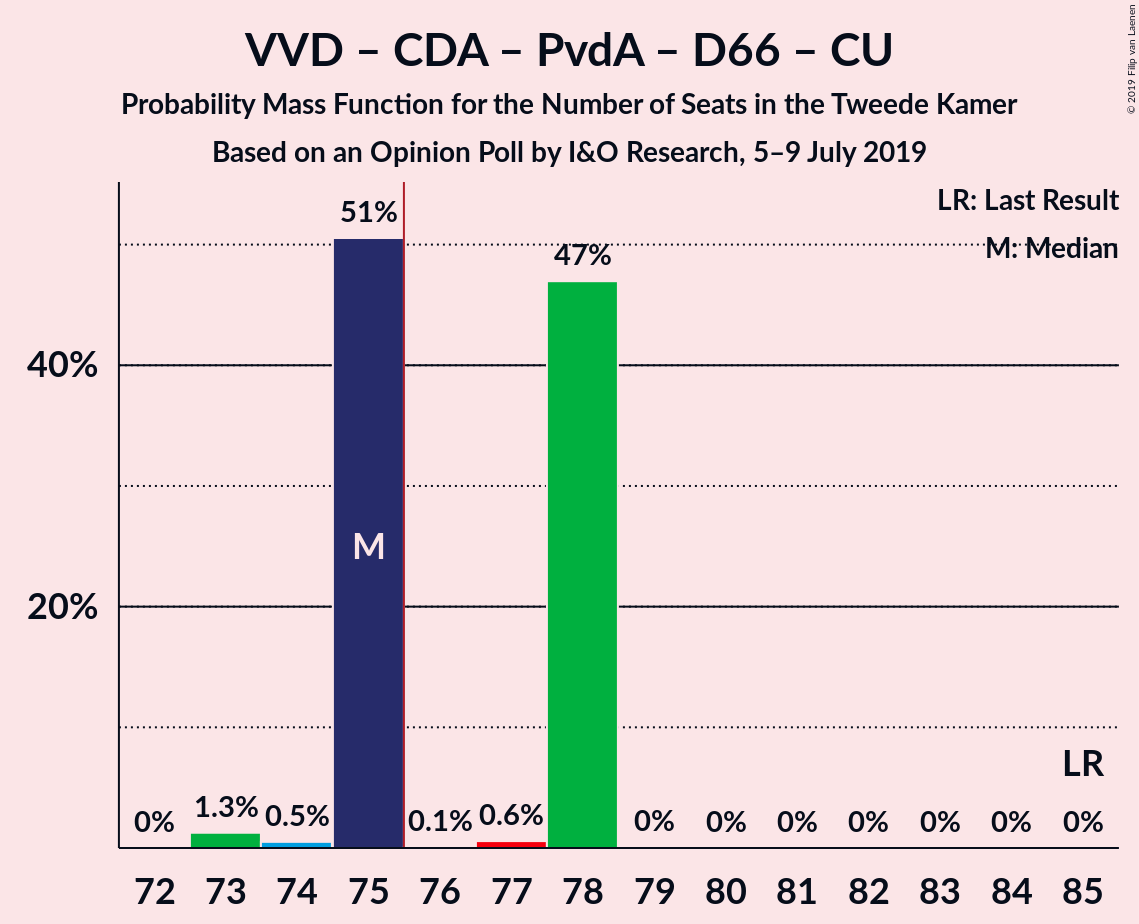 VVD – CDA – PvdA – D66 – CU
Probability Mass Function for the Number of Seats in the Tweede Kamer
Based on an Opinion Poll by I&O Research, 5–9 July 2019
© 2019 Filip van Laenen
LR: Last Result
M: Median
51%
47%
40%
M
20%
LR
0% 1.3% 0.5% 0.1% 0.6% 0% 0% 0% 0% 0% 0% 0%
72 73 74 75 76 77 78 79 80 81 82 83 84 85